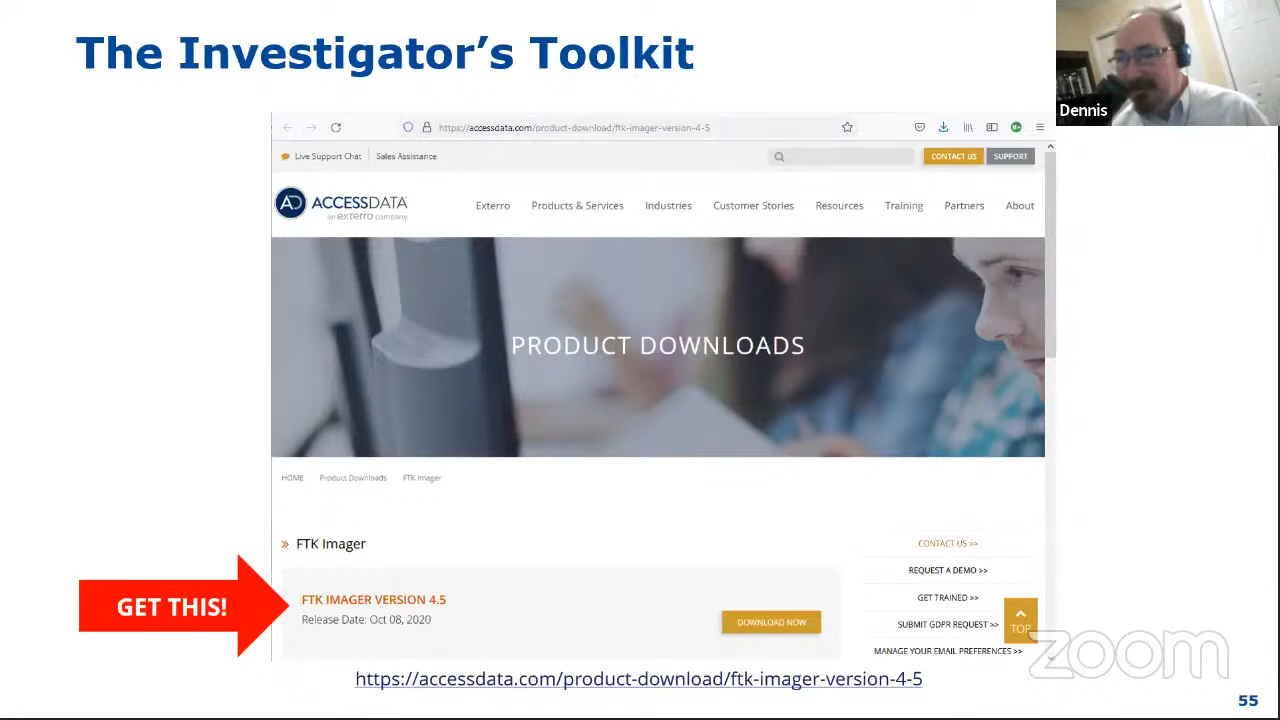 The Investigator's Toolkit
Dennis
https://accessdata.com/product-download/ftk-imager-version-4-5
Live Support Chat
Sales Assistance
CONTACT US
SUPPORT
AD ACCESSDATA
an exterro company
Exterro
Products & Services
Industries
Customer Stories
Resources
Training
Partners
About
PRODUCT DOWNLOADS
HOME
Product Downloads
FTK Imager
» FTK Imager
CONTACT US >>
REQUEST A DEMO >>
GET TRAINED >>
SUBMIT GDPR REQUEST >>
MANAGE YOUR EMAIL PREFERENCES >>
TOP
GET THIS!
FTK IMAGER VERSION 4.5
Release Date: Oct 08, 2020
DOWNLOAD NOW
zoom
https://accessdata.com/product-download/ftk-imager-version-4-5
55